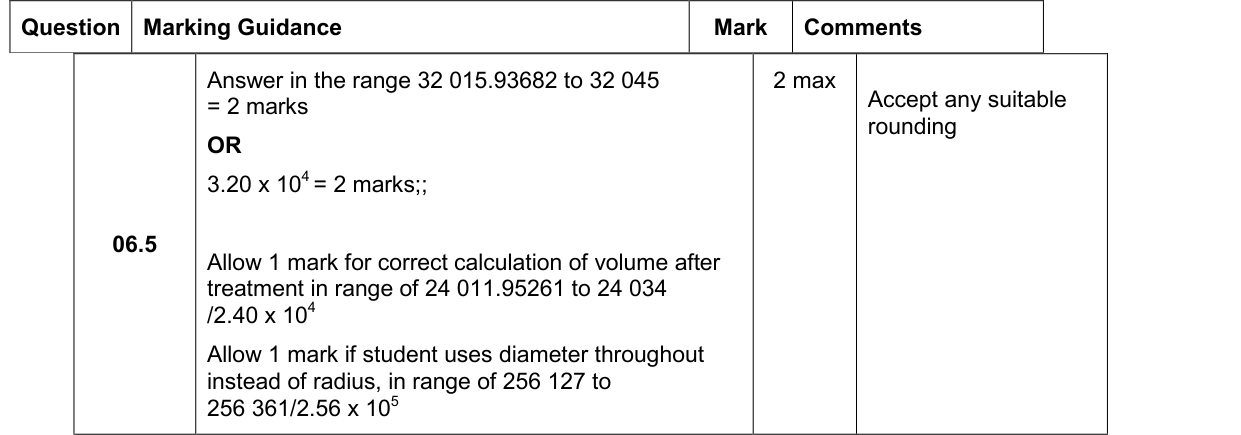 Question Marking Guidance Mark Comments
Answer in the range 32 015.93682 to 32 045
= 2 marks
OR
3.20 x 10⁴ = 2 marks;;
Allow 1 mark for correct calculation of volume after
treatment in range of 24 011.95261 to 24 034
/2.40 x 10⁴
Allow 1 mark if student uses diameter throughout
instead of radius, in range of 256 127 to
256 361/2.56 x 10⁵
06.5
2 max
Accept any suitable
rounding